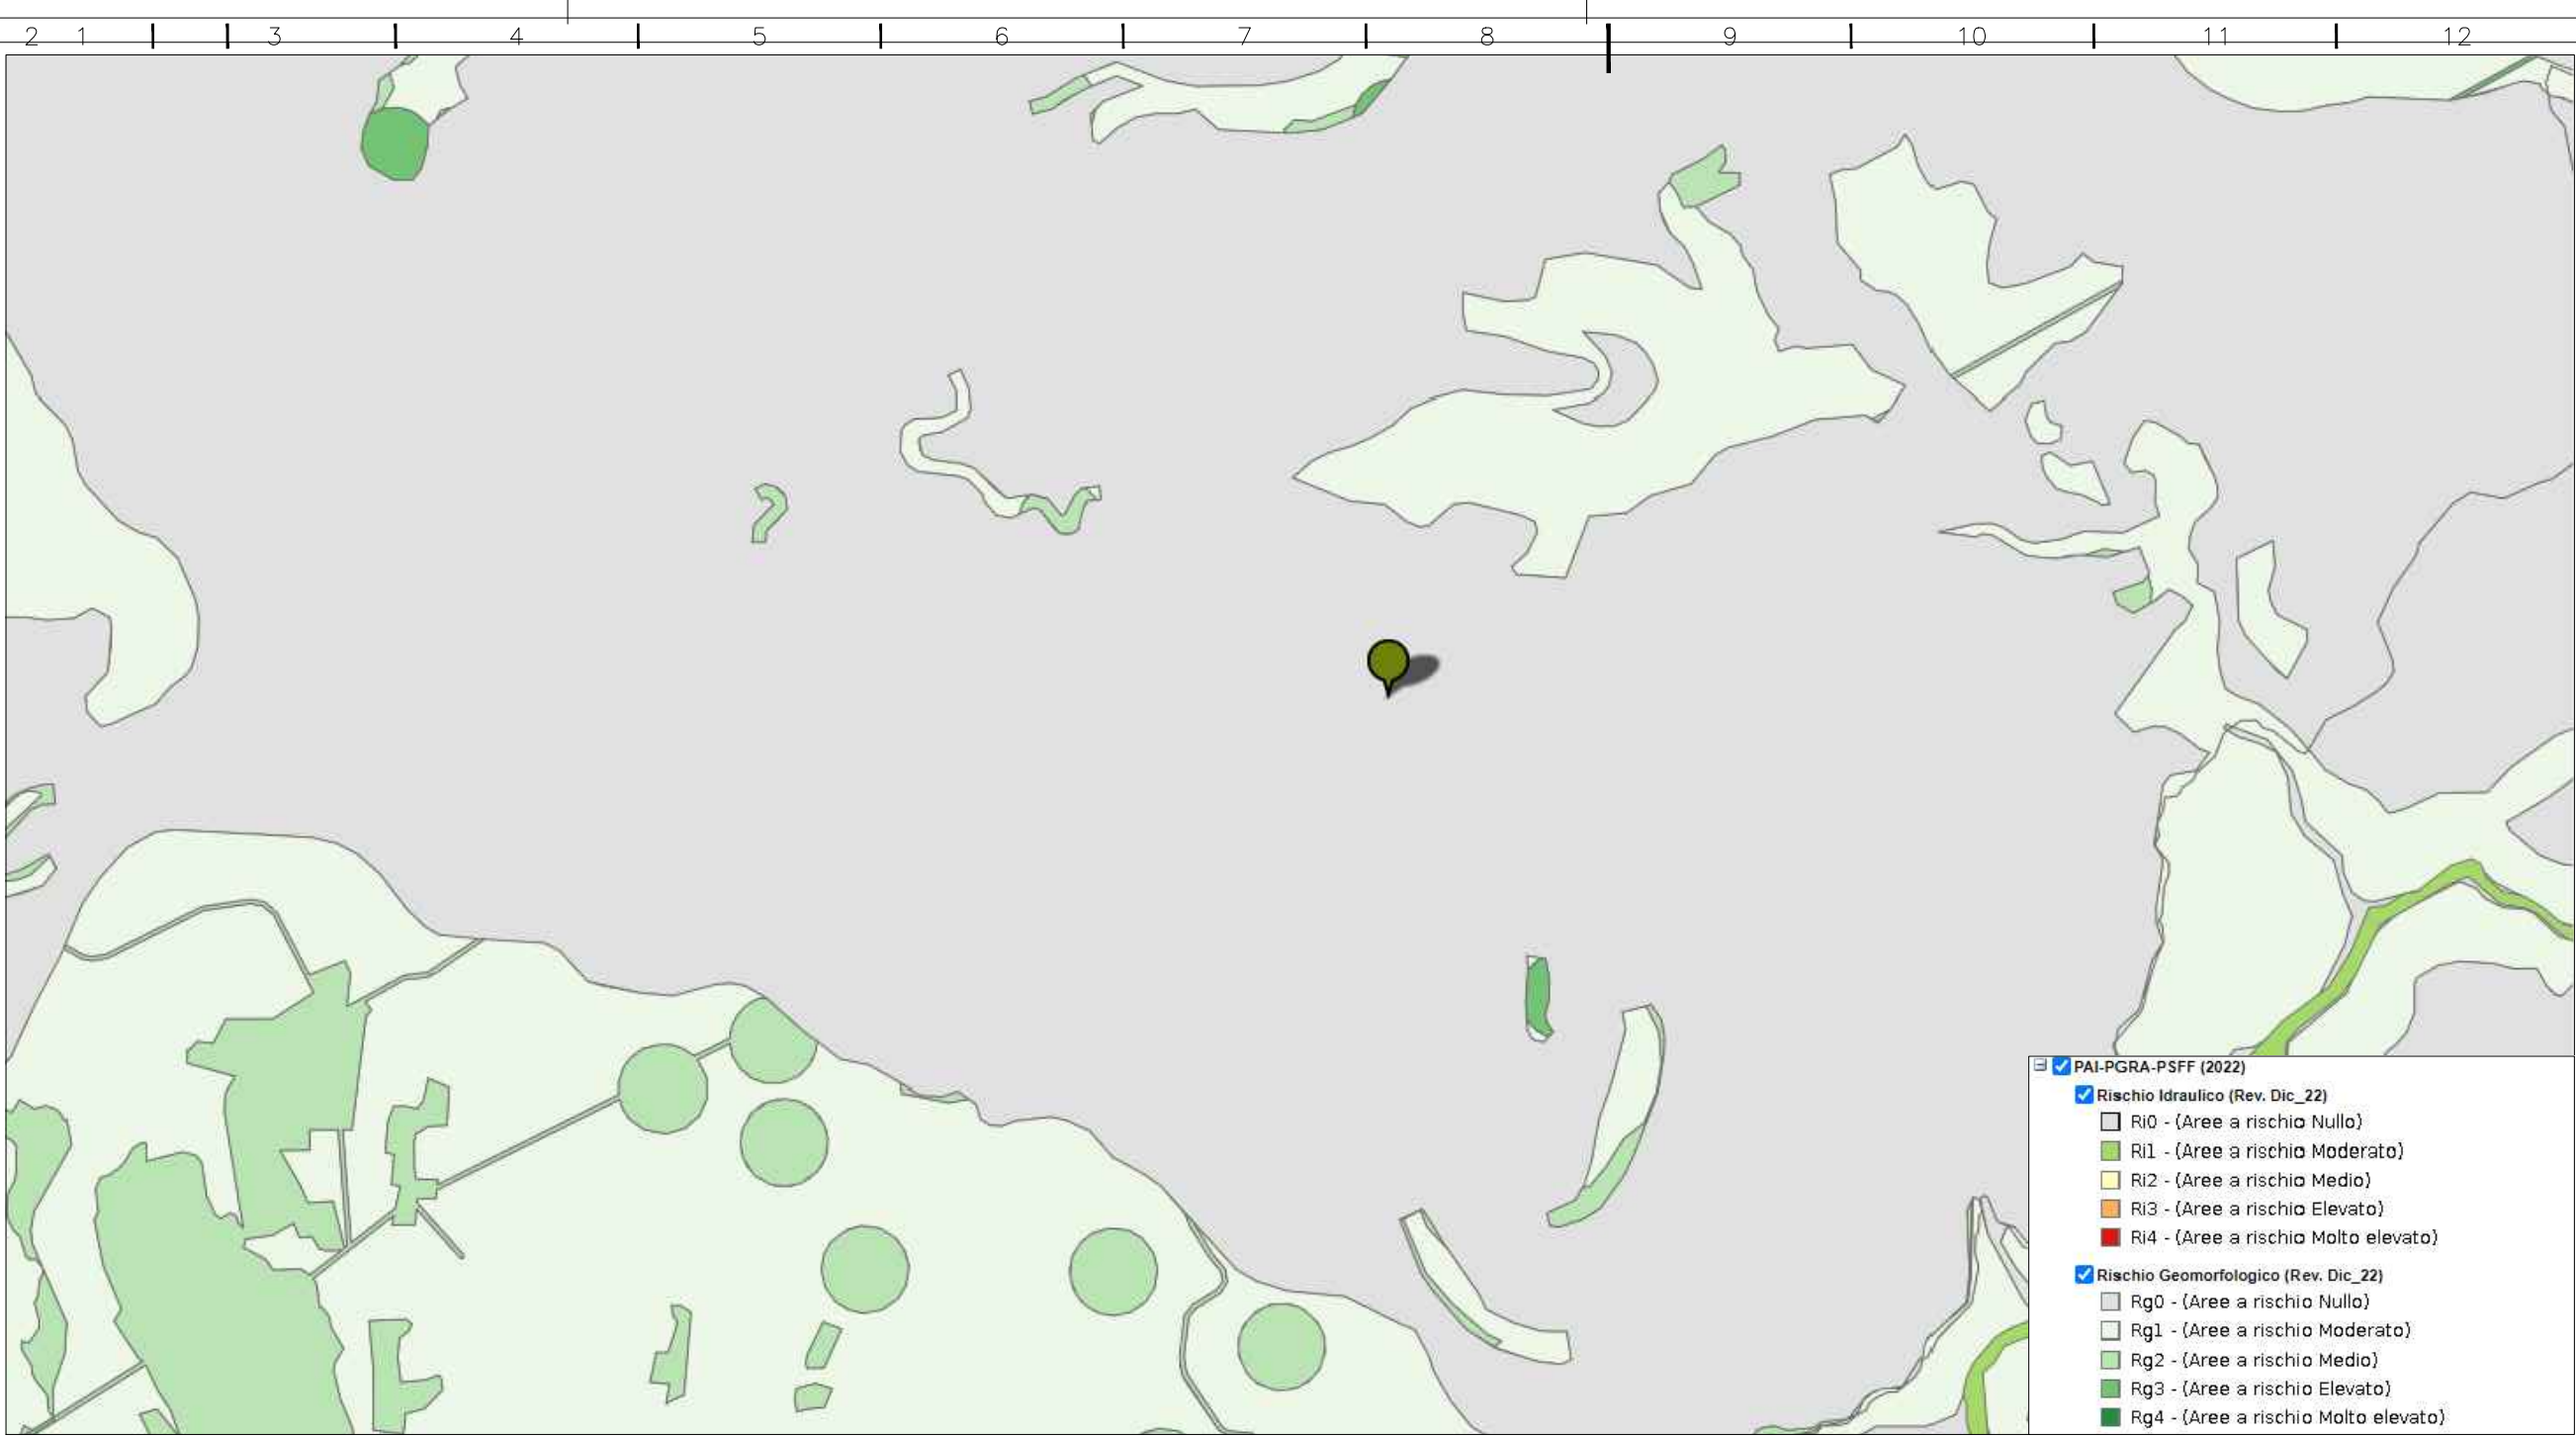 2 1 3 4 5 6 7 8 9 10 11 12
PAI-PGRA-PSFF (2022)
Rischio Idraulico (Rev. Dic_22)
Ri0 - (Aree a rischio Nullo)
Ri1 - (Aree a rischio Moderato)
Ri2 - (Aree a rischio Medio)
Ri3 - (Aree a rischio Elevato)
Ri4 - (Aree a rischio Molto elevato)
Rischio Geomorfologico (Rev. Dic_22)
Rg0 - (Aree a rischio Nullo)
Rg1 - (Aree a rischio Moderato)
Rg2 - (Aree a rischio Medio)
Rg3 - (Aree a rischio Elevato)
Rg4 - (Aree a rischio Molto elevato)